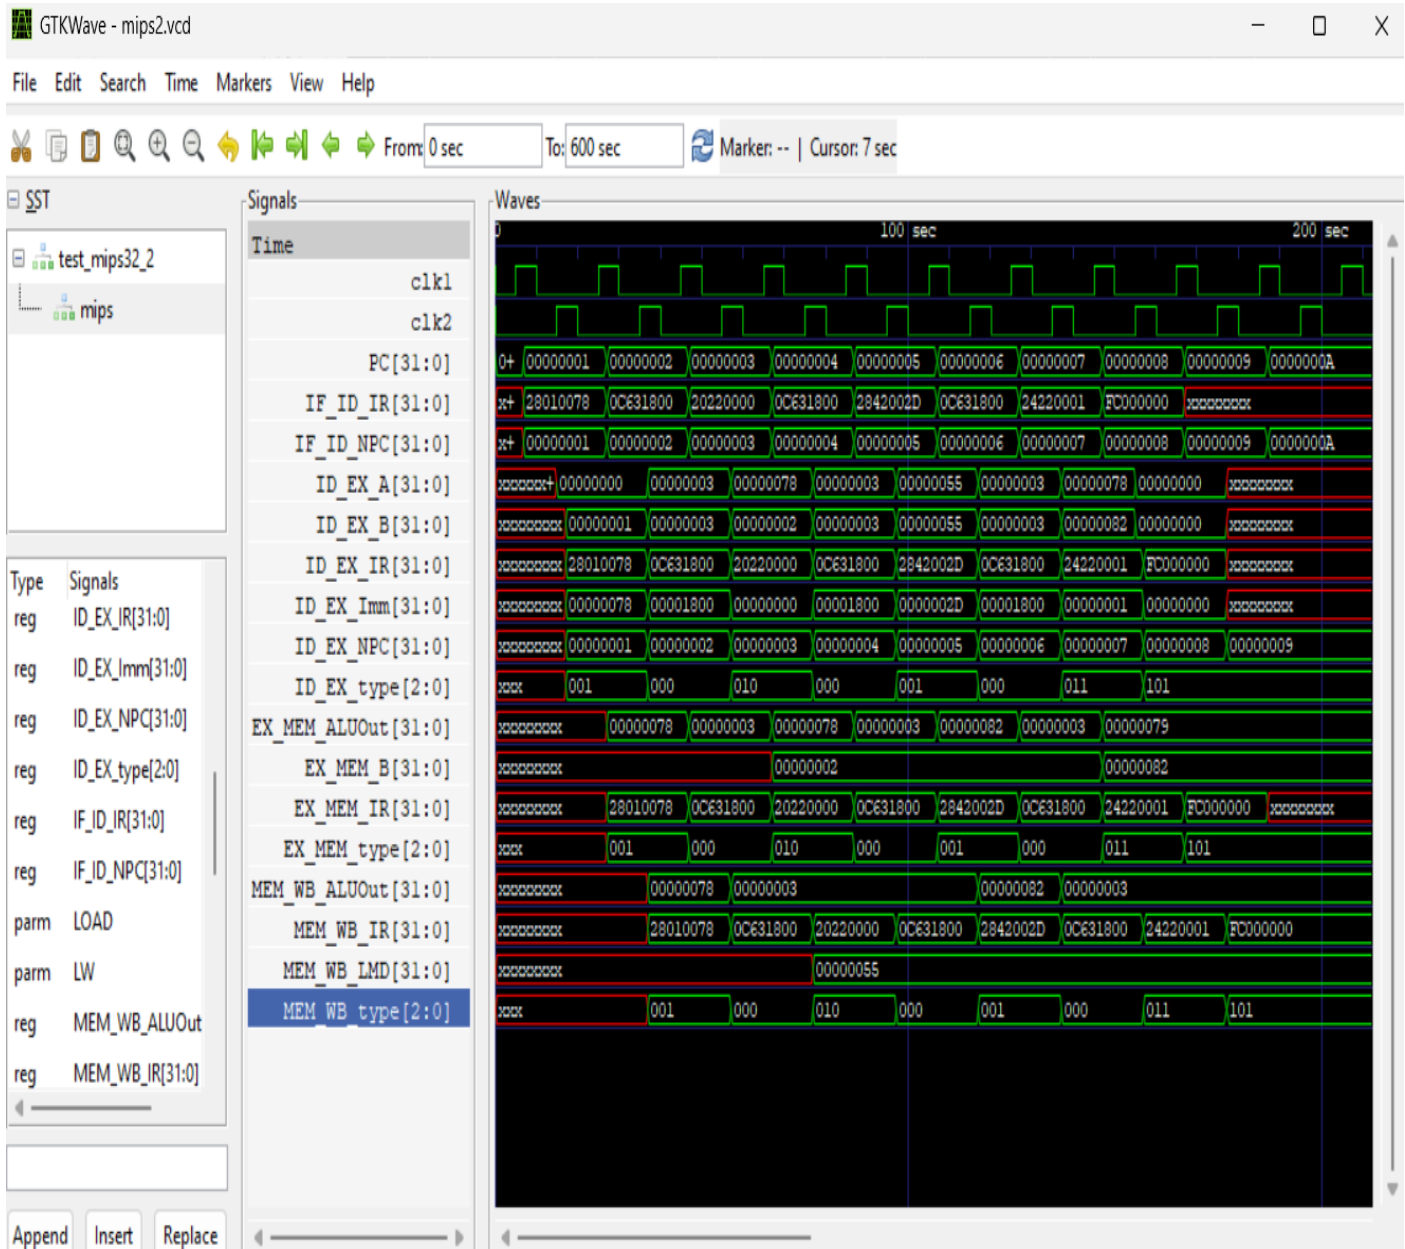 GTKWave - mips2.vcd
File Edit Search Time Markers View Help
From: 0 sec To: 600 sec Marker: -- | Cursor: 7 sec
SST
test_mips32_2
mips
Type Signals
reg ID_EX_IR[31:0]
reg ID_EX_Imm[31:0]
reg ID_EX_NPC[31:0]
reg ID_EX_type[2:0]
reg IF_ID_IR[31:0]
reg IF_ID_NPC[31:0]
parm LOAD
parm LW
reg MEM_WB_ALUOut
reg MEM_WB_IR[31:0]
Append Insert Replace
Signals
Waves
Time 0 100 sec 200 sec
clk1
clk2
PC[31:0] 0+ 00000001 00000002 00000003 00000004 00000005 00000006 00000007 00000008 00000009 0000000A
IF_ID_IR[31:0] x+ 28010078 0C631800 20220000 0C631800 2842002D 0C631800 24220001 FC000000 xxxxxxxx
IF_ID_NPC[31:0] x+ 00000001 00000002 00000003 00000004 00000005 00000006 00000007 00000008 00000009 0000000A
ID_EX_A[31:0] xxxxxx+ 00000000 00000003 00000078 00000003 00000055 00000003 00000078 00000000 xxxxxxxx
ID_EX_B[31:0] xxxxxxxx 00000001 00000003 00000002 00000003 00000055 00000003 00000082 00000000 xxxxxxxx
ID_EX_IR[31:0] xxxxxxxx 28010078 0C631800 20220000 0C631800 2842002D 0C631800 24220001 FC000000 xxxxxxxx
ID_EX_Imm[31:0] xxxxxxxx 00000078 00001800 00000000 00001800 0000002D 00001800 00000001 00000000 xxxxxxxx
ID_EX_NPC[31:0] xxxxxxxx 00000001 00000002 00000003 00000004 00000005 00000006 00000007 00000008 00000009
ID_EX_type[2:0] xxx 001 000 010 000 001 000 011 101
EX_MEM_ALUOut[31:0] xxxxxxxx 00000078 00000003 00000078 00000003 00000082 00000003 00000079
EX_MEM_B[31:0] xxxxxxxx 00000002 00000082
EX_MEM_IR[31:0] xxxxxxxx 28010078 0C631800 20220000 0C631800 2842002D 0C631800 24220001 FC000000 xxxxxxxx
EX_MEM_type[2:0] xxx 001 000 010 000 001 000 011 101
MEM_WB_ALUOut[31:0] xxxxxxxx 00000078 00000003 00000082 00000003
MEM_WB_IR[31:0] xxxxxxxx 28010078 0C631800 20220000 0C631800 2842002D 0C631800 24220001 FC000000
MEM_WB_LMD[31:0] xxxxxxxx 00000055
MEM_WB_type[2:0] xxx 001 000 010 000 001 000 011 101